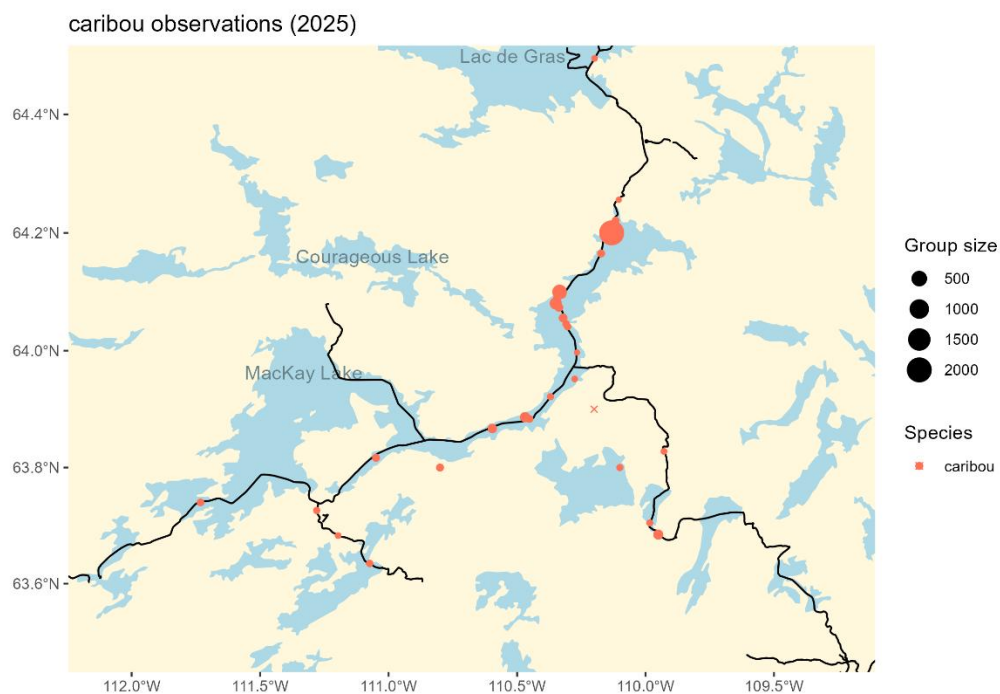 caribou observations (2025)
Lac de Gras
64.4°N
64.2°N
Courageous Lake
64.0°N
MacKay Lake
63.8°N
63.6°N
112.0°W
111.5°W
111.0°W
110.5°W
110.0°W
109.5°W
Group size
500
1000
1500
2000
Species
caribou